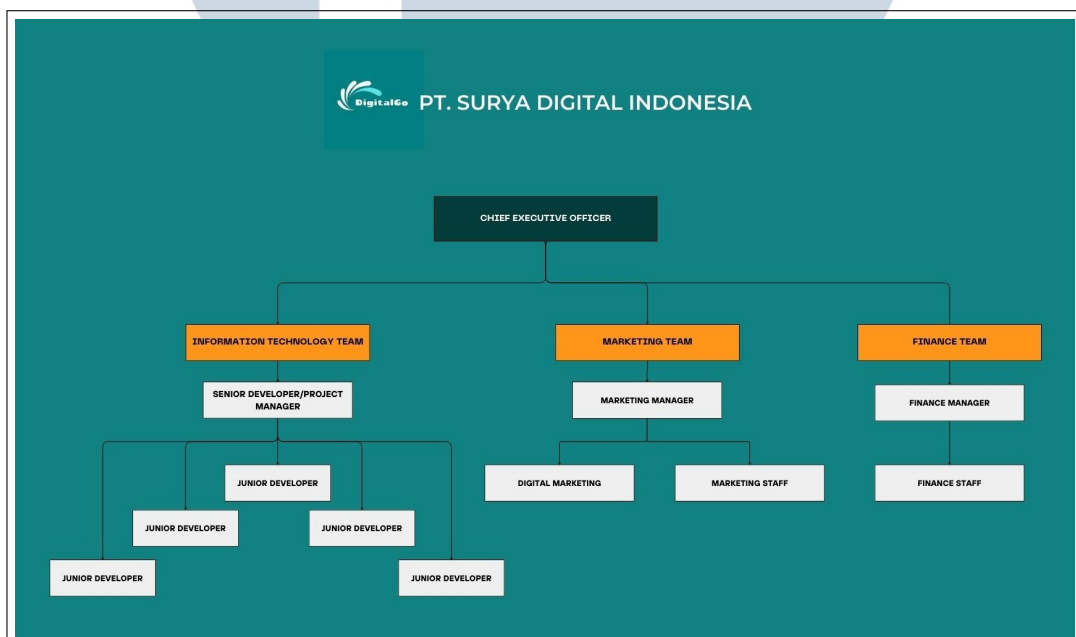 DigitalGo
PT. SURYA DIGITAL INDONESIA
CHIEF EXECUTIVE OFFICER
INFORMATION TECHNOLOGY TEAM
MARKETING TEAM
FINANCE TEAM
SENIOR DEVELOPER/PROJECT
MANAGER
MARKETING MANAGER
FINANCE MANAGER
JUNIOR DEVELOPER
DIGITAL MARKETING
MARKETING STAFF
FINANCE STAFF
JUNIOR DEVELOPER
JUNIOR DEVELOPER
JUNIOR DEVELOPER
JUNIOR DEVELOPER